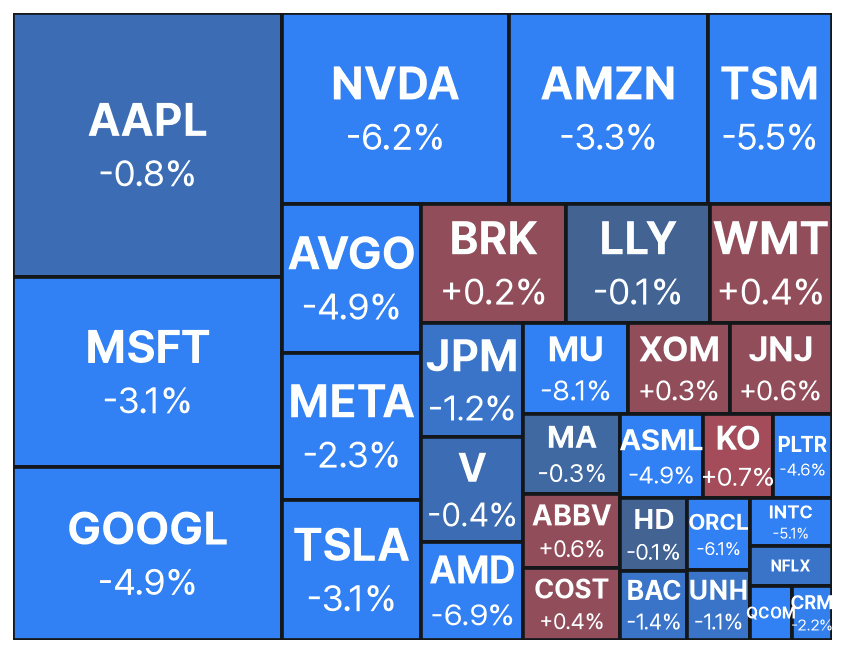 AAPL
-0.8%
MSFT
-3.1%
GOOGL
-4.9%
NVDA
-6.2%
AMZN
-3.3%
TSM
-5.5%
AVGO
-4.9%
META
-2.3%
TSLA
-3.1%
BRK
+0.2%
LLY
-0.1%
WMT
+0.4%
JPM
-1.2%
V
-0.4%
AMD
-6.9%
MU
-8.1%
XOM
+0.3%
JNJ
+0.6%
MA
-0.3%
ASML
-4.9%
KO
+0.7%
PLTR
-4.6%
ABBV
+0.6%
COST
+0.4%
HD
-0.1%
ORCL
-6.1%
INTC
-5.1%
NFLX
BAC
-1.4%
UNH
-1.1%
QCOM
CRM
-2.2%